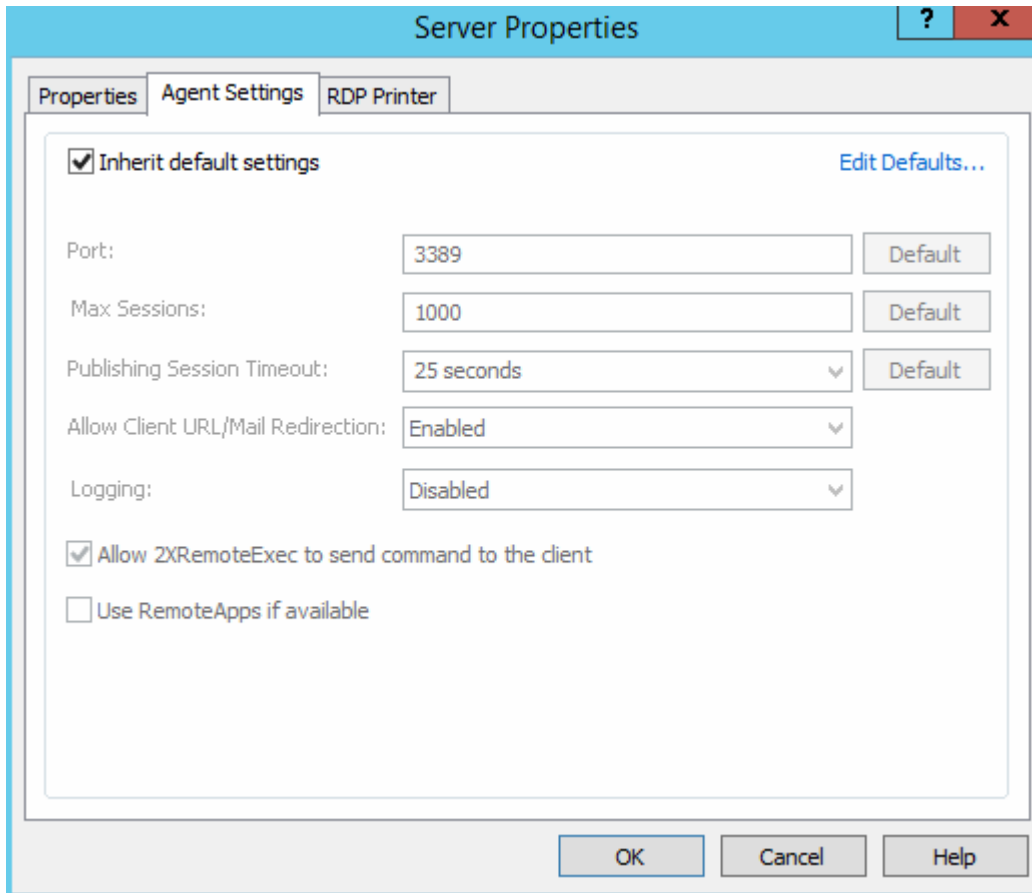 Server Properties
? x
Properties Agent Settings RDP Printer
Inherit default settings Edit Defaults...
Port: 3389 Default
Max Sessions: 1000 Default
Publishing Session Timeout: 25 seconds Default
Allow Client URL/Mail Redirection: Enabled
Logging: Disabled
Allow 2XRemoteExec to send command to the client
Use RemoteApps if available
OK Cancel Help